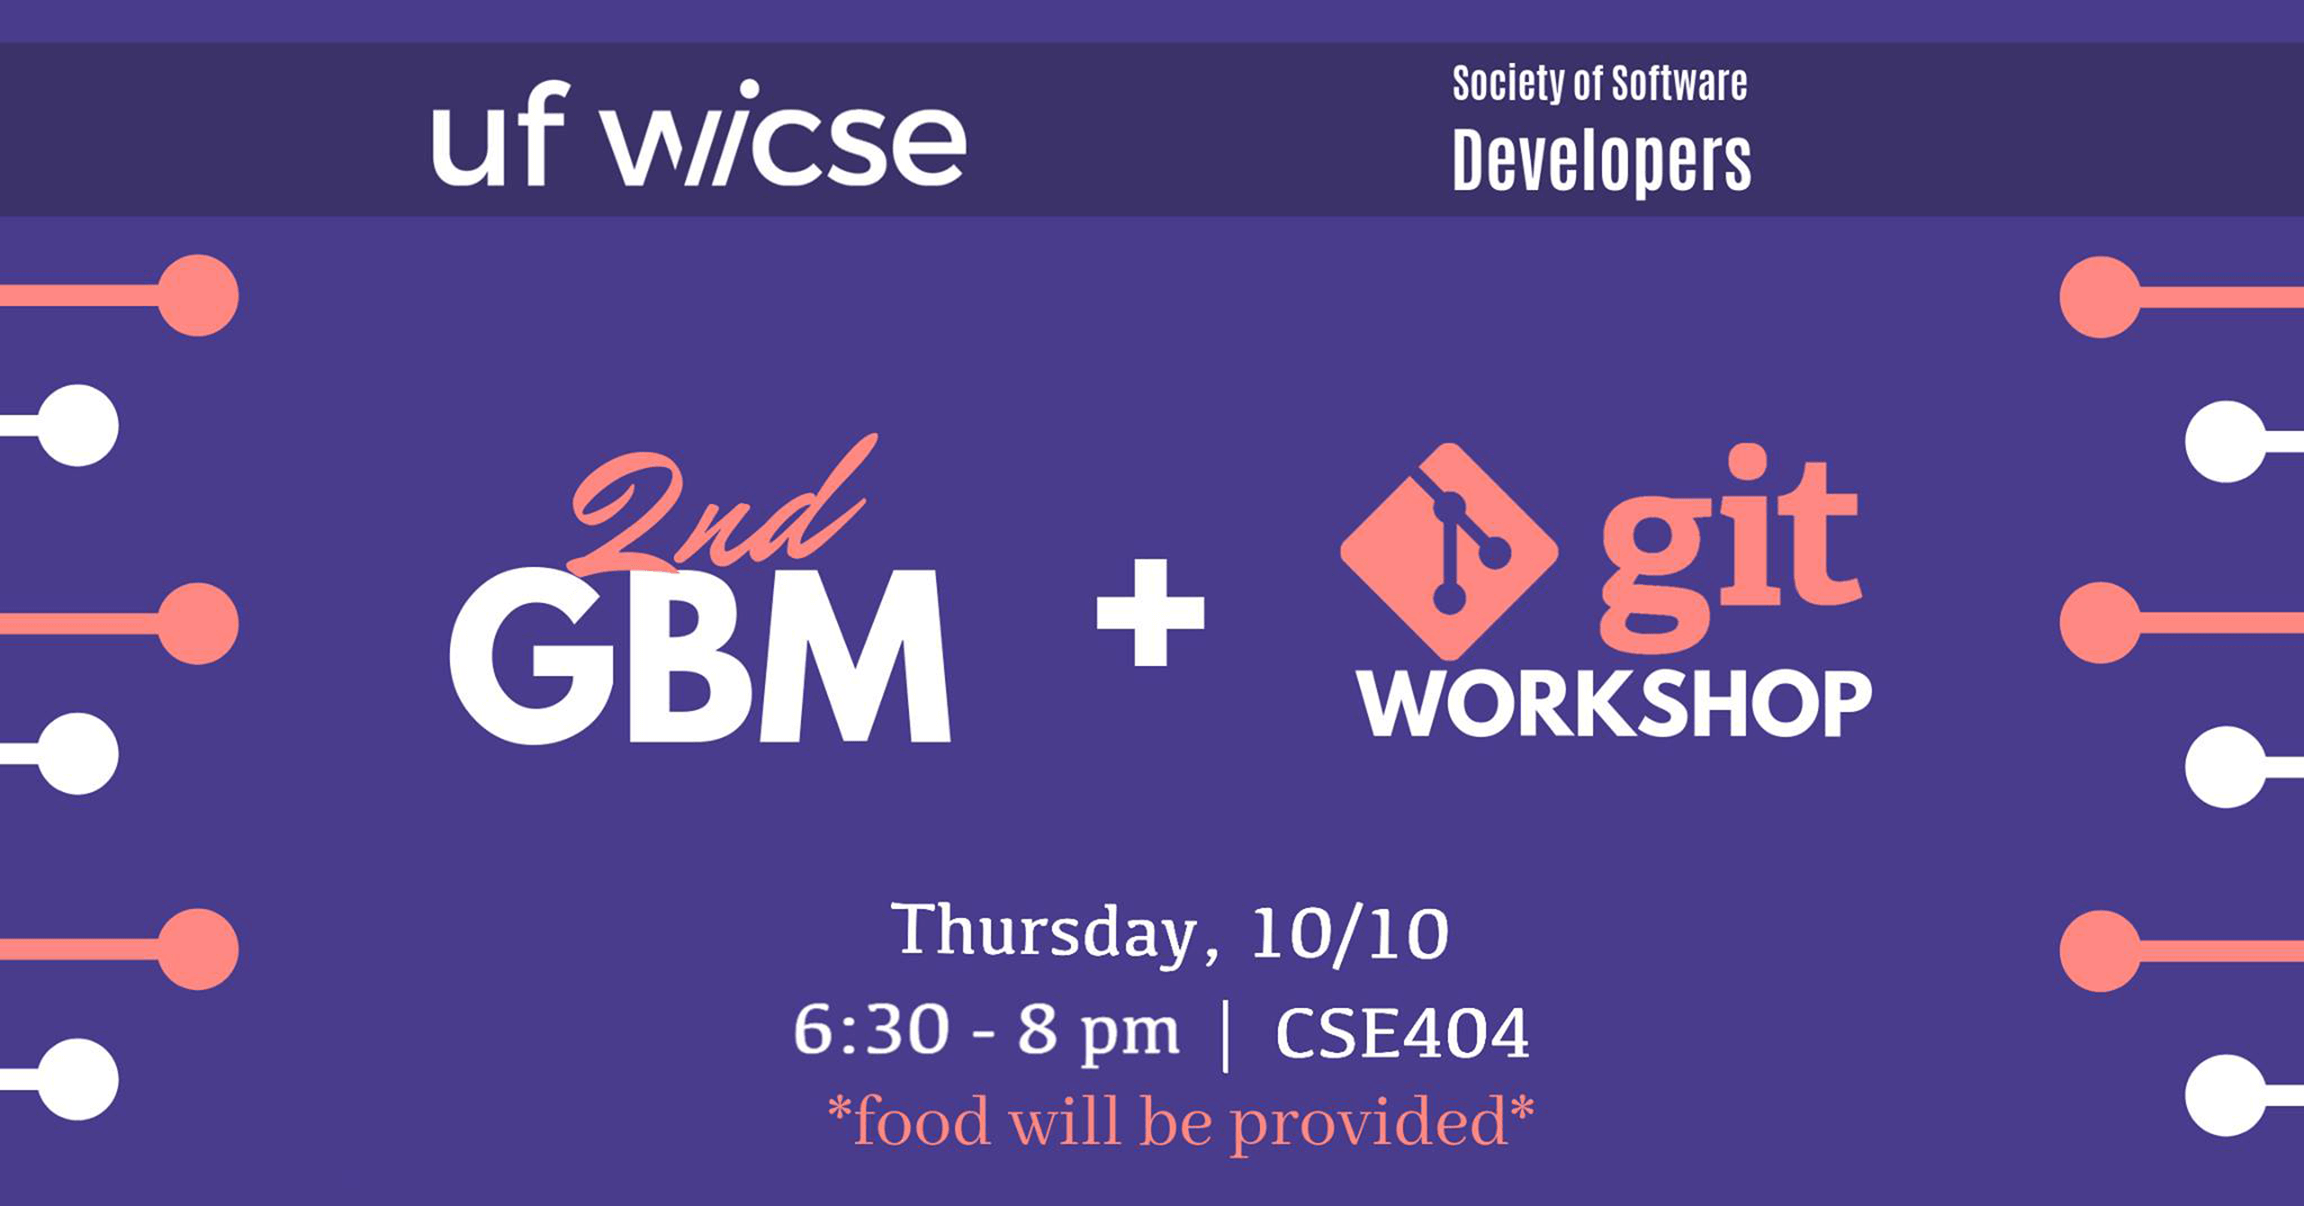 uf wiicse
Society of Software
Developers
2nd
GBM
+
git
WORKSHOP
Thursday, 10/10
6:30 - 8 pm | CSE404
*food will be provided*